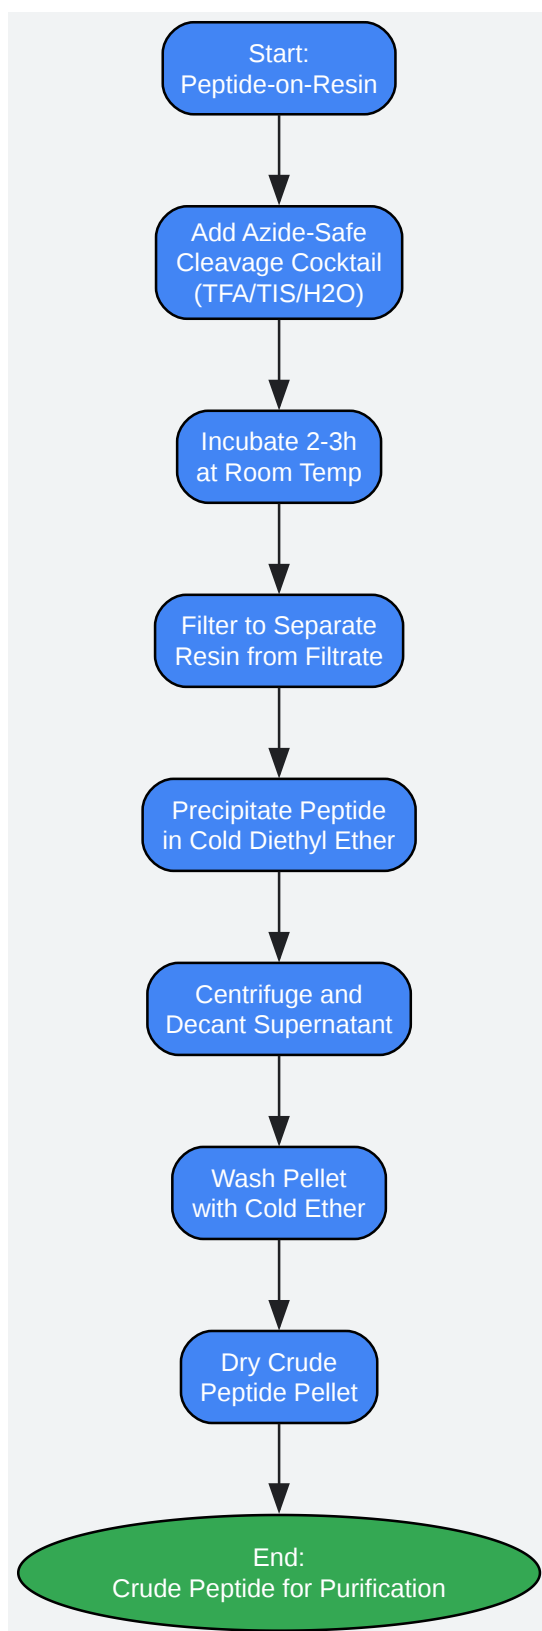 Start:
Peptide-on-Resin
Add Azide-Safe
Cleavage Cocktail
(TFA/TIS/H2O)
Incubate 2-3h
at Room Temp
Filter to Separate
Resin from Filtrate
Precipitate Peptide
in Cold Diethyl Ether
Centrifuge and
Decant Supernatant
Wash Pellet
with Cold Ether
Dry Crude
Peptide Pellet
End:
Crude Peptide for Purification